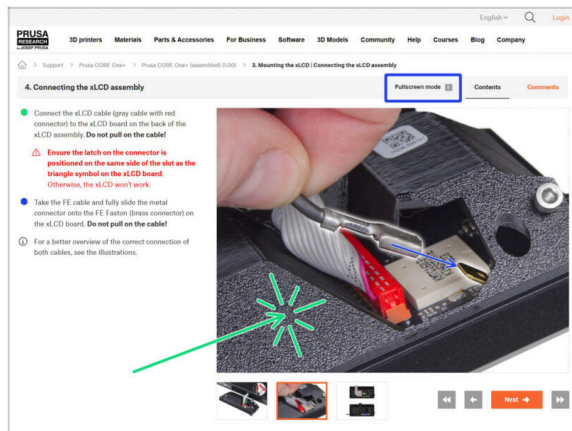 English
Login
PRUSA
RESEARCH
by JOSEF PRUSA
3D printers
Materials
Parts & Accessories
For Business
Software
3D Models
Community
Help
Courses
Blog
Company
Support > Prusa CORE One+ > Prusa CORE One+ (assembled) (1.00) > 3. Mounting the xLCD | Connecting the xLCD assembly
4. Connecting the xLCD assembly
Fullscreen mode F
Contents
Comments
Connect the xLCD cable (gray cable with red
connector) to the xLCD board on the back of the
xLCD assembly. Do not pull on the cable!
Ensure the latch on the connector is
positioned on the same side of the slot as the
triangle symbol on the xLCD board.
Otherwise, the xLCD won't work.
Take the FE cable and fully slide the metal
connector onto the FE Faston (brass connector) on
the xLCD board. Do not pull on the cable!
For a better overview of the correct connection of
both cables, see the illustrations.
Next